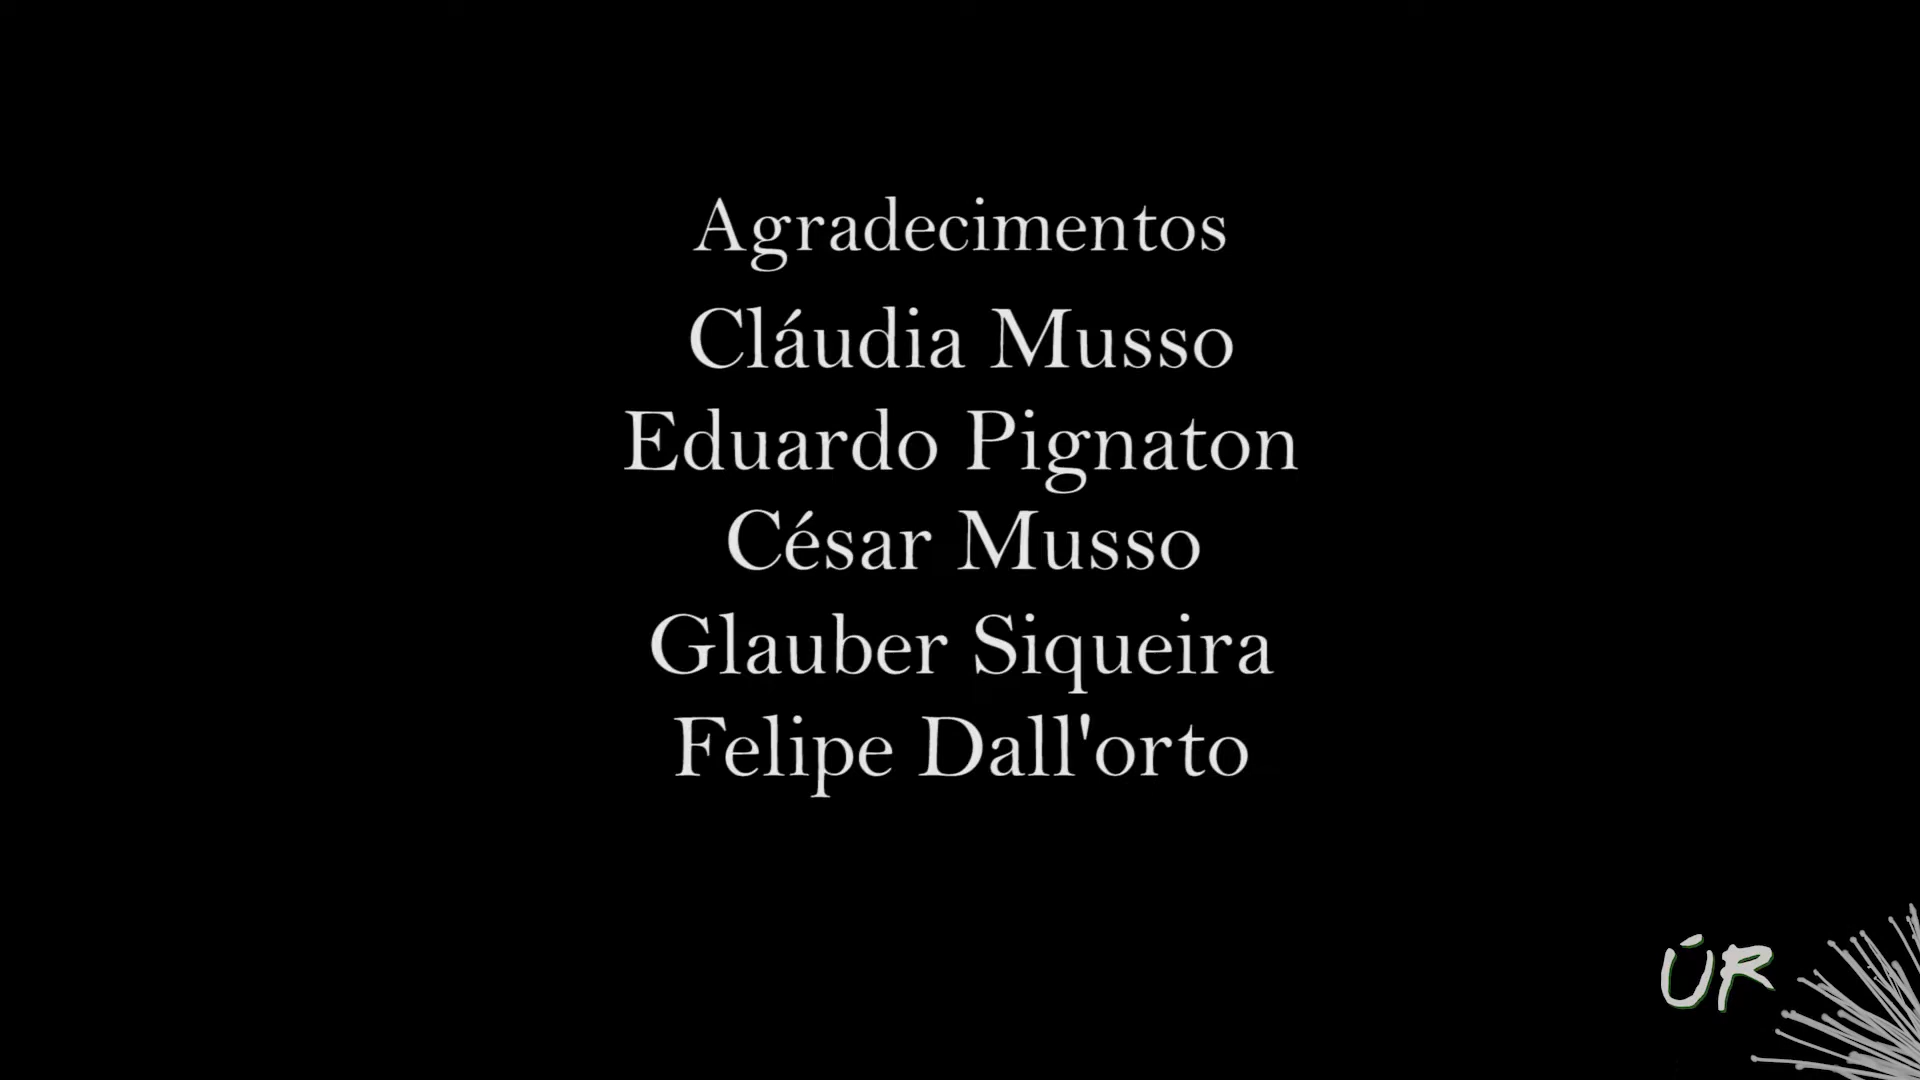 Agradecimentos
Cláudia Musso
Eduardo Pignaton
César Musso
Glauber Siqueira
Felipe Dall'orto
ÚR